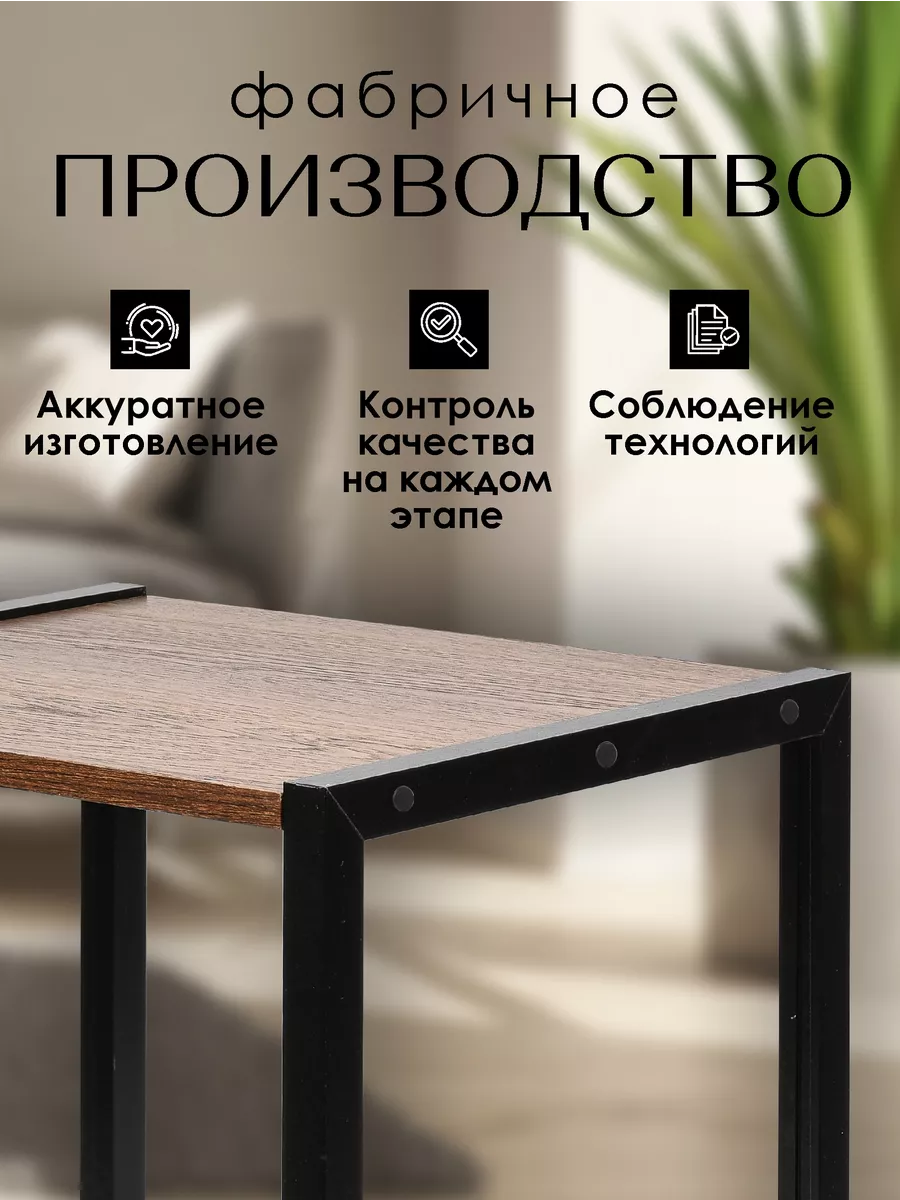 фабричное
ПРОИЗВОДСТВО
Аккуратное
изготовление
Контроль
качества
на каждом
этапе
Соблюдение
технологий